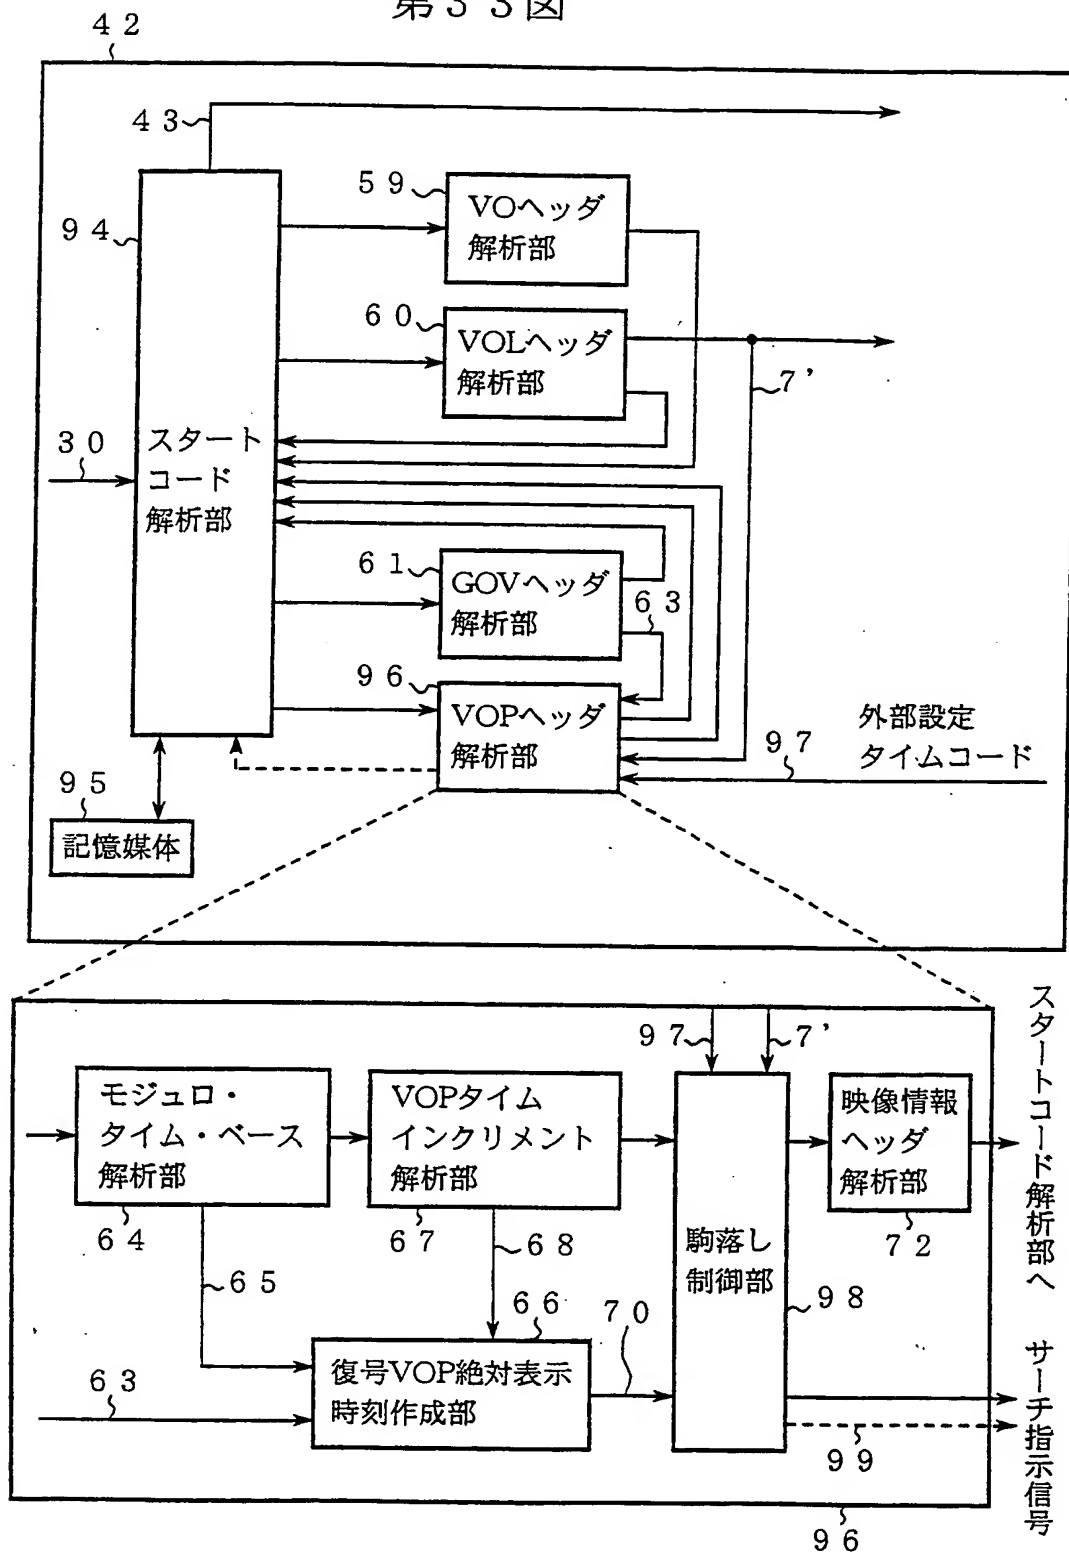 第３３図
４２
４３
５９
VOヘッダ
解析部
９４
６０
VOLヘッダ
解析部
７’
３０
スタート
コード
解析部
６１
GOVヘッダ
解析部
６３
９６
VOPヘッダ
解析部
外部設定
タイムコード
９７
９５
記憶媒体
９７
７’
モジュロ・
タイム・ベース
解析部
VOPタイム
インクリメント
解析部
映像情報
ヘッダ
解析部
スタートコード解析部へ
６４
６７
６８
７２
駒落し
制御部
６５
９８
６６
７０
６３
復号VOP絶対表示
時刻作成部
サーチ指示信号
９９
９６